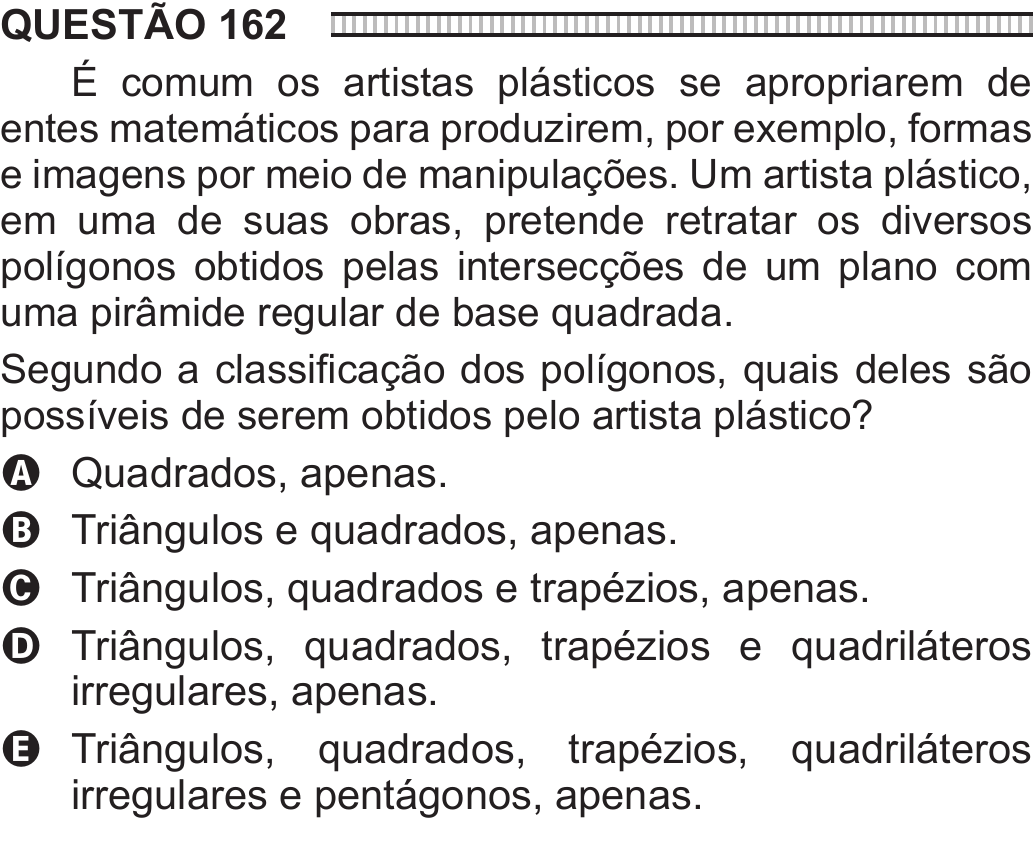 QUESTÃO 162
É comum os artistas plásticos se apropriarem de
entes matemáticos para produzirem, por exemplo, formas
e imagens por meio de manipulações. Um artista plástico,
em uma de suas obras, pretende retratar os diversos
polígonos obtidos pelas intersecções de um plano com
uma pirâmide regular de base quadrada.
Segundo a classificação dos polígonos, quais deles são
possíveis de serem obtidos pelo artista plástico?
A Quadrados, apenas.
B Triângulos e quadrados, apenas.
C Triângulos, quadrados e trapézios, apenas.
D Triângulos, quadrados, trapézios e quadriláteros
irregulares, apenas.
E Triângulos, quadrados, trapézios, quadriláteros
irregulares e pentágonos, apenas.